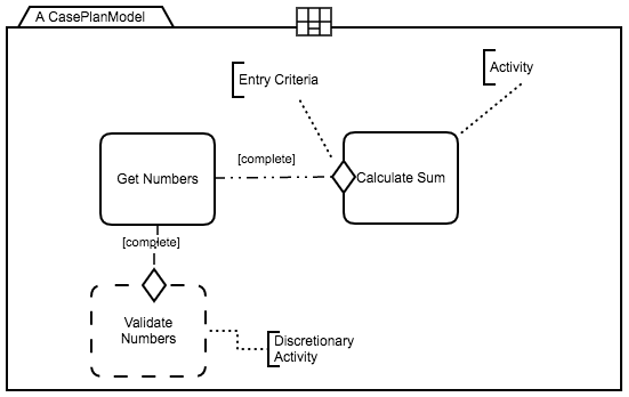 A CasePlanModel
Entry Criteria
Activity
Get Numbers
[complete]
Calculate Sum
[complete]
Validate
Numbers
Discretionary
Activity